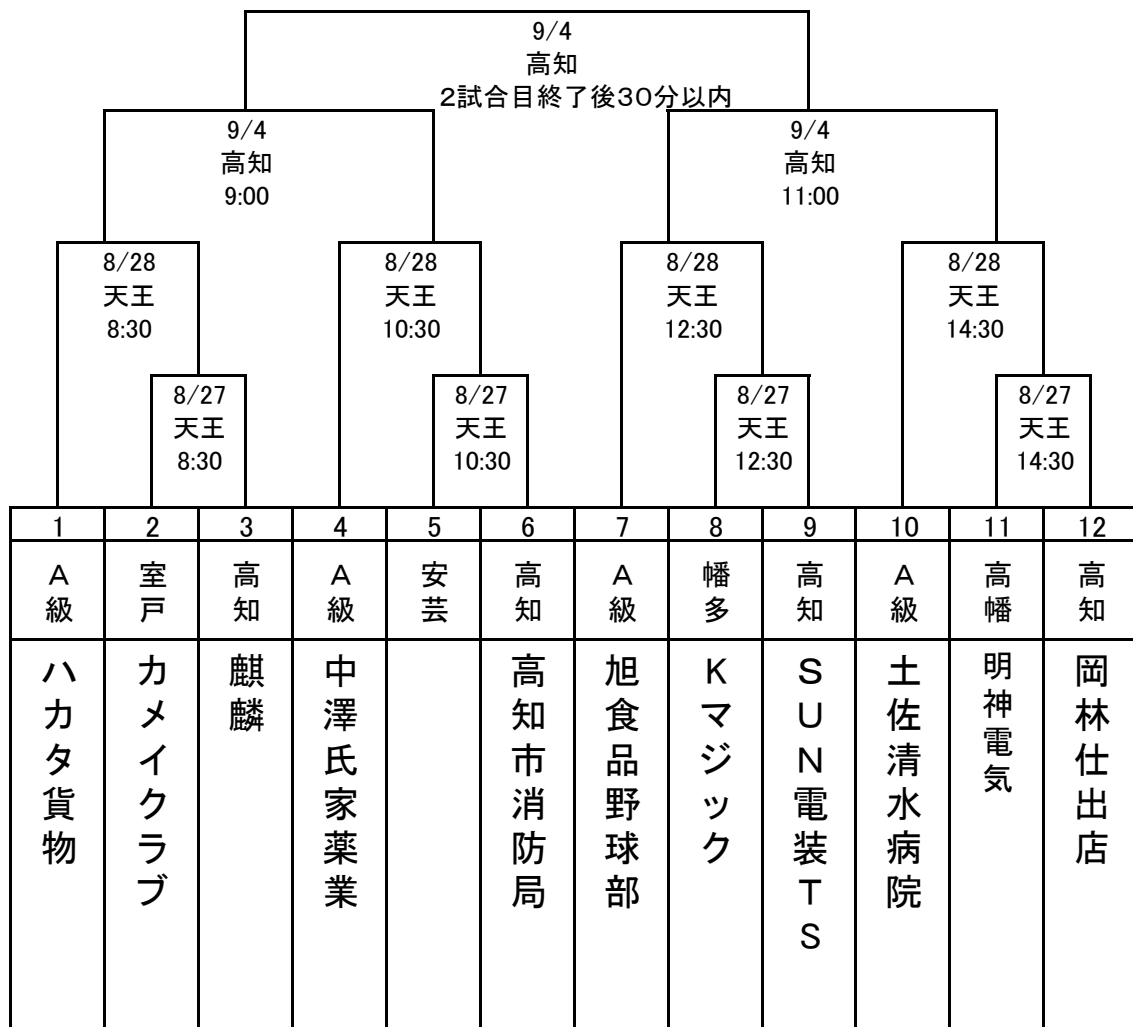 9/4
高知
2試合目終了後30分以内
9/4
高知
9:00
9/4
高知
11:00
8/28
天王
8:30
8/28
天王
10:30
8/28
天王
12:30
8/28
天王
14:30
8/27
天王
8:30
8/27
天王
10:30
8/27
天王
12:30
8/27
天王
14:30
1 2 3 4 5 6 7 8 9 10 11 12
A級
室戸
高知
A級
安芸
高知
A級
幡多
高知
A級
高幡
高知
ハカタ貨物
カメイクラブ
麒麟
中澤氏家薬業
高知市消防局
旭食品野球部
Kマジック
SUN電装TS
土佐清水病院
明神電気
岡林仕出店